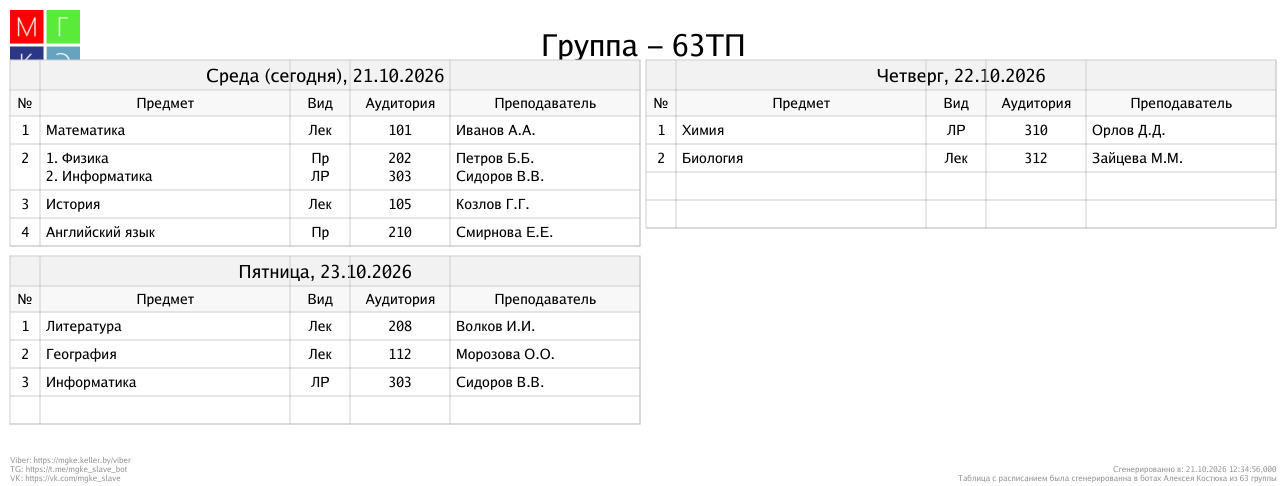 М Г
К Э
Группа – 63ТП
Среда (сегодня), 21.10.2026
№ Предмет Вид Аудитория Преподаватель
1 Математика Лек 101 Иванов А.А.
2 1. Физика Пр 202 Петров Б.Б.
2. Информатика ЛР 303 Сидоров В.В.
3 История Лек 105 Козлов Г.Г.
4 Английский язык Пр 210 Смирнова Е.Е.
Четверг, 22.10.2026
№ Предмет Вид Аудитория Преподаватель
1 Химия ЛР 310 Орлов Д.Д.
2 Биология Лек 312 Зайцева М.М.
Пятница, 23.10.2026
№ Предмет Вид Аудитория Преподаватель
1 Литература Лек 208 Волков И.И.
2 География Лек 112 Морозова О.О.
3 Информатика ЛР 303 Сидоров В.В.
Viber: https://mgke.keller.by/viber
TG: https://t.me/mgke_slave_bot
VK: https://vk.com/mgke_slave
Сгенерированно в: 21.10.2026 12:34:56,000
Таблица с расписанием была сгенерированна в ботах Алексея Костюка из 63 группы